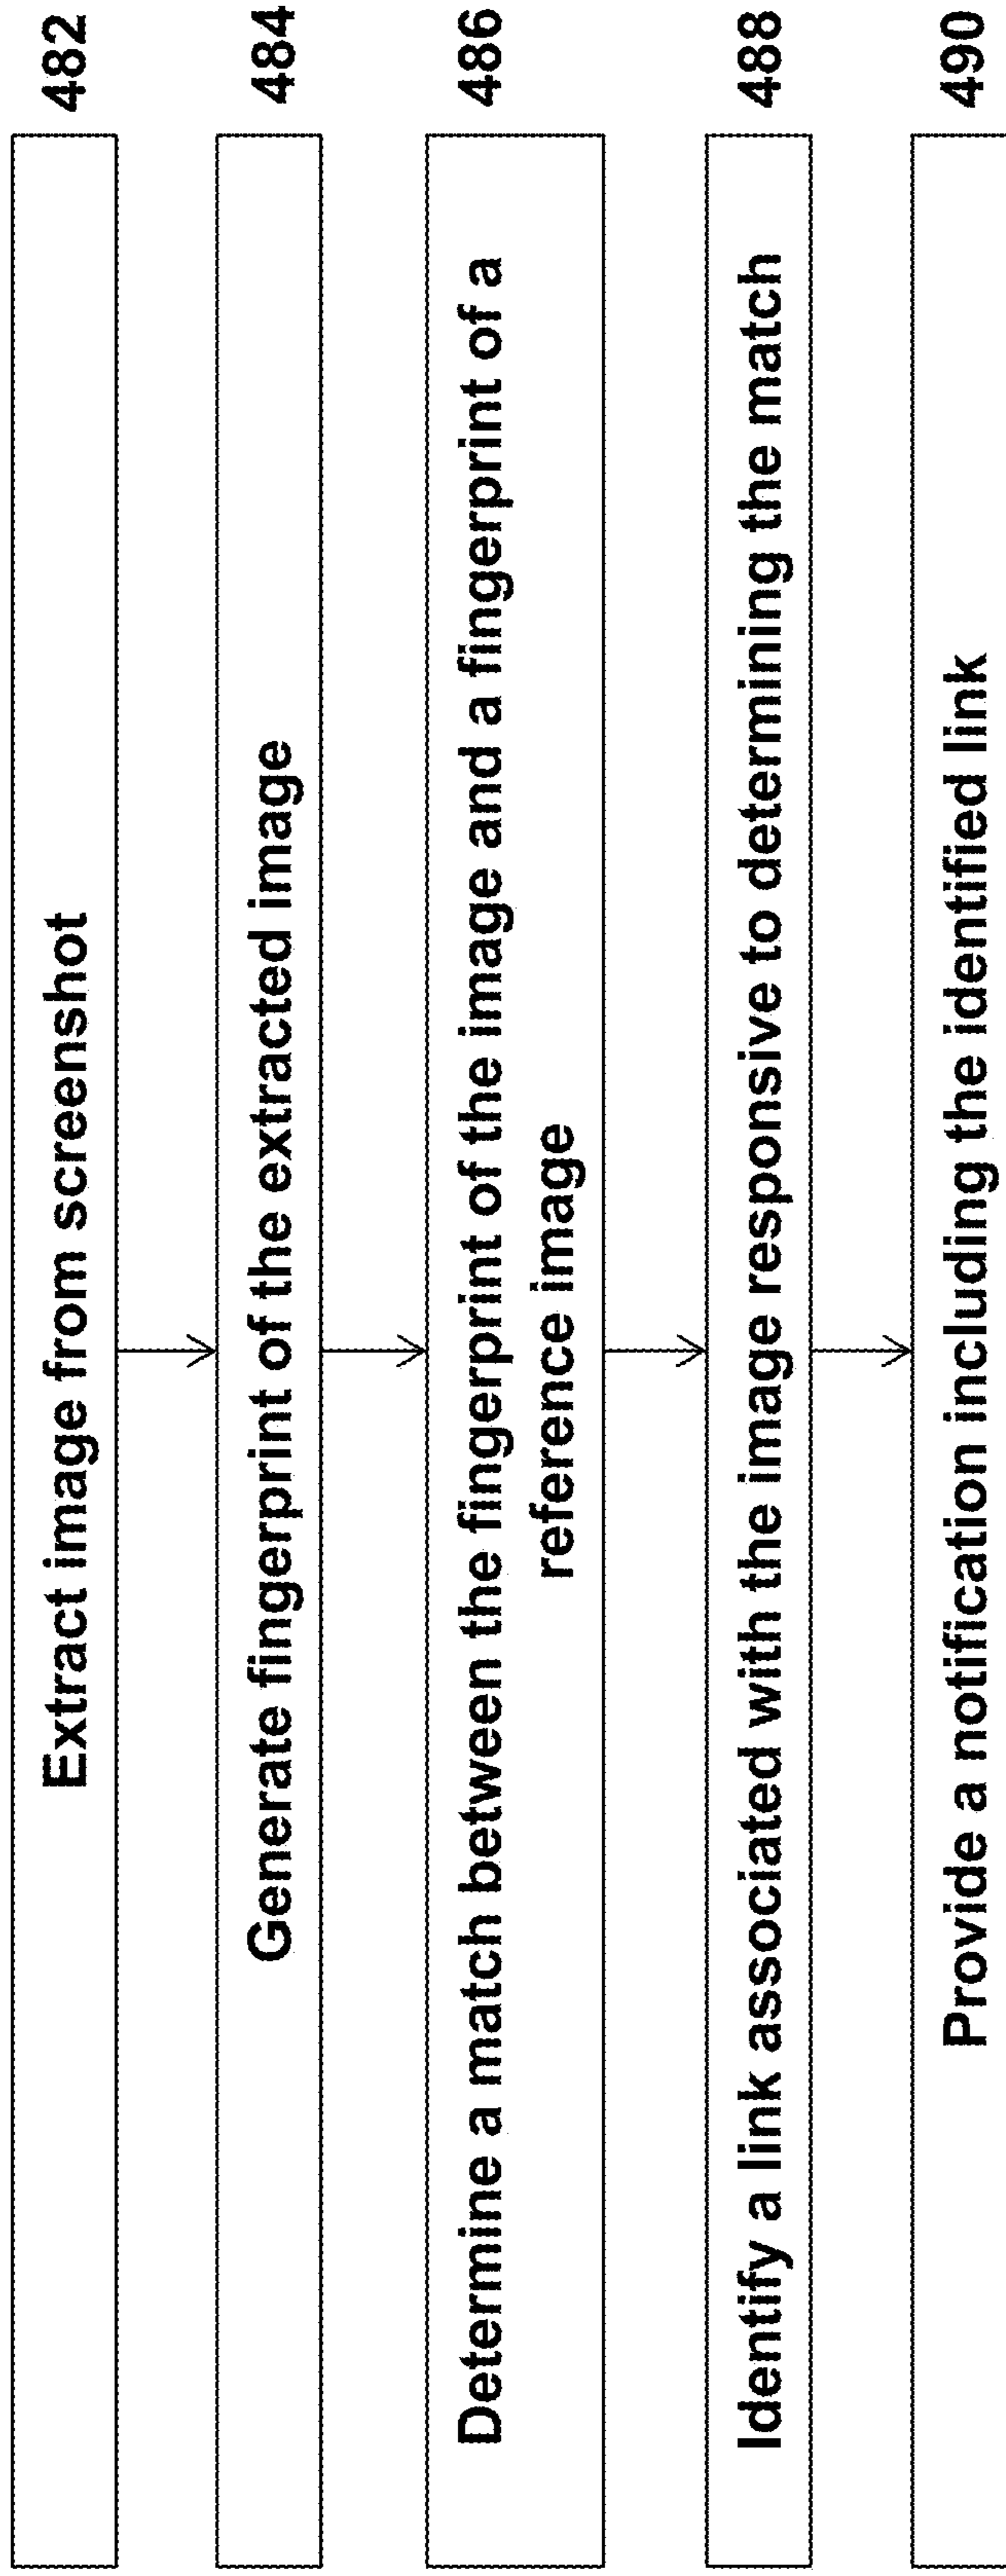 Extract image from screenshot 482
Generate fingerprint of the extracted image 484
Determine a match between the fingerprint of the image and a fingerprint of a 486
reference image
Identify a link associated with the image responsive to determining the match 488
Provide a notification including the identified link 490